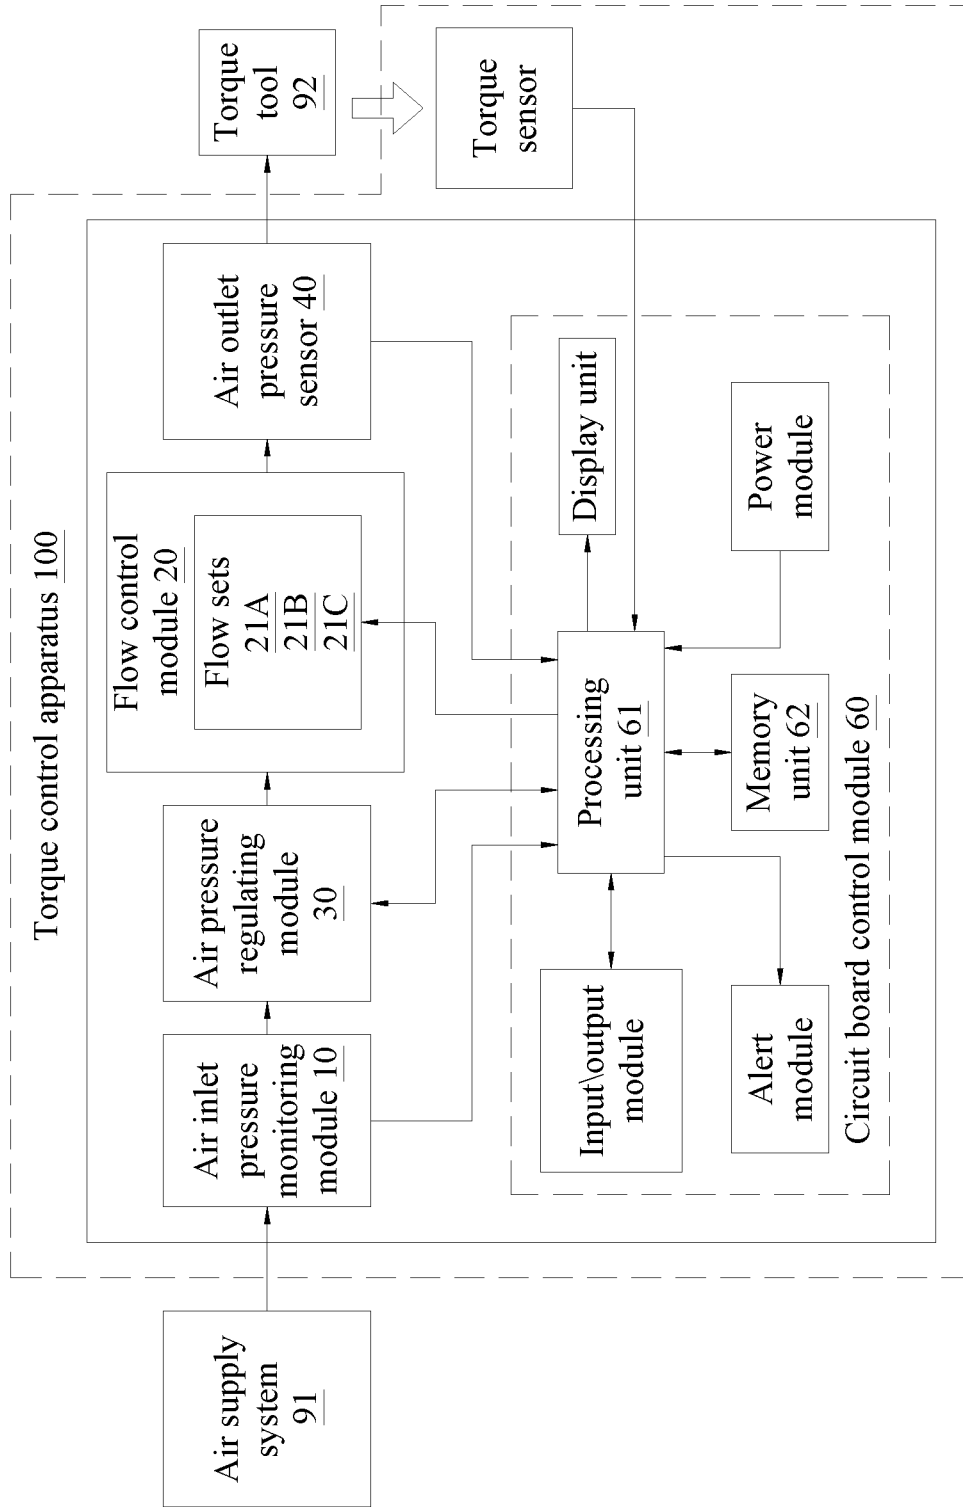 Torque control apparatus 100
Air supply
system
91
Air inlet
pressure
monitoring
module 10
Air pressure
regulating
module
30
Flow control
module 20
Flow sets
21A
21B
21C
Air outlet
pressure
sensor 40
Torque
tool
92
Torque
sensor
Input\output
module
Processing
unit 61
Display unit
Alert
module
Memory
unit 62
Power
module
Circuit board control module 60